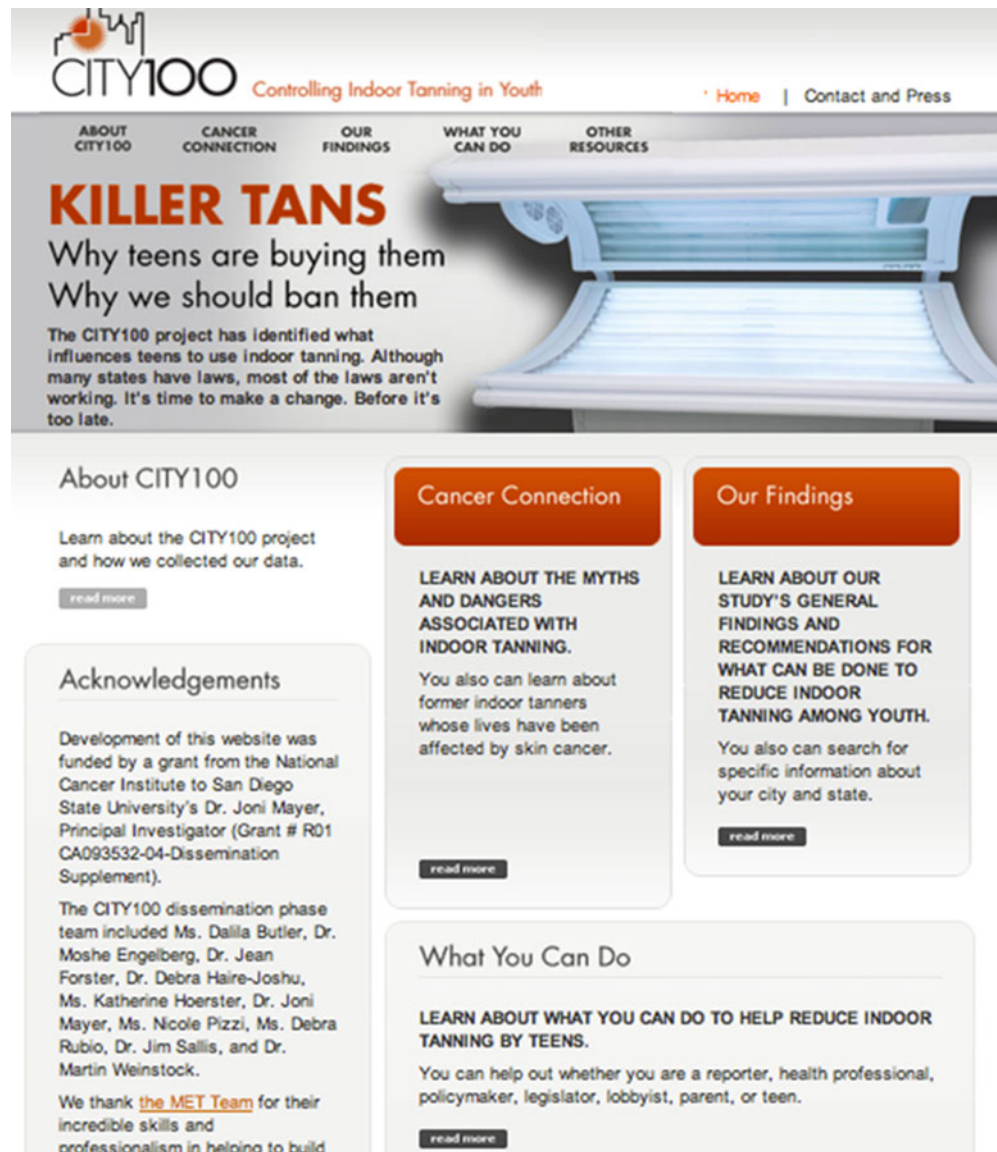 CITY100 Controlling Indoor Tanning in Youth
Home | Contact and Press
ABOUT CITY100
CANCER CONNECTION
OUR FINDINGS
WHAT YOU CAN DO
OTHER RESOURCES
KILLER TANS
Why teens are buying them
Why we should ban them
The CITY100 project has identified what
influences teens to use indoor tanning. Although
many states have laws, most of the laws aren't
working. It's time to make a change. Before it's
too late.
About CITY100
Learn about the CITY100 project
and how we collected our data.
read more
Acknowledgements
Development of this website was
funded by a grant from the National
Cancer Institute to San Diego
State University's Dr. Joni Mayer,
Principal Investigator (Grant # R01
CA093532-04-Dissemination
Supplement).
The CITY100 dissemination phase
team included Ms. Dalila Butler, Dr.
Moshe Engelberg, Dr. Jean
Forster, Dr. Debra Haire-Joshu,
Ms. Katherine Hoerster, Dr. Joni
Mayer, Ms. Nicole Pizzi, Ms. Debra
Rubio, Dr. Jim Sallis, and Dr.
Martin Weinstock.
We thank the MET Team for their
incredible skills and
professionalism in helping to build
Cancer Connection
LEARN ABOUT THE MYTHS
AND DANGERS
ASSOCIATED WITH
INDOOR TANNING.
You also can learn about
former indoor tanners
whose lives have been
affected by skin cancer.
read more
Our Findings
LEARN ABOUT OUR
STUDY'S GENERAL
FINDINGS AND
RECOMMENDATIONS FOR
WHAT CAN BE DONE TO
REDUCE INDOOR
TANNING AMONG YOUTH.
You also can search for
specific information about
your city and state.
read more
What You Can Do
LEARN ABOUT WHAT YOU CAN DO TO HELP REDUCE INDOOR
TANNING BY TEENS.
You can help out whether you are a reporter, health professional,
policymaker, legislator, lobbyist, parent, or teen.
read more